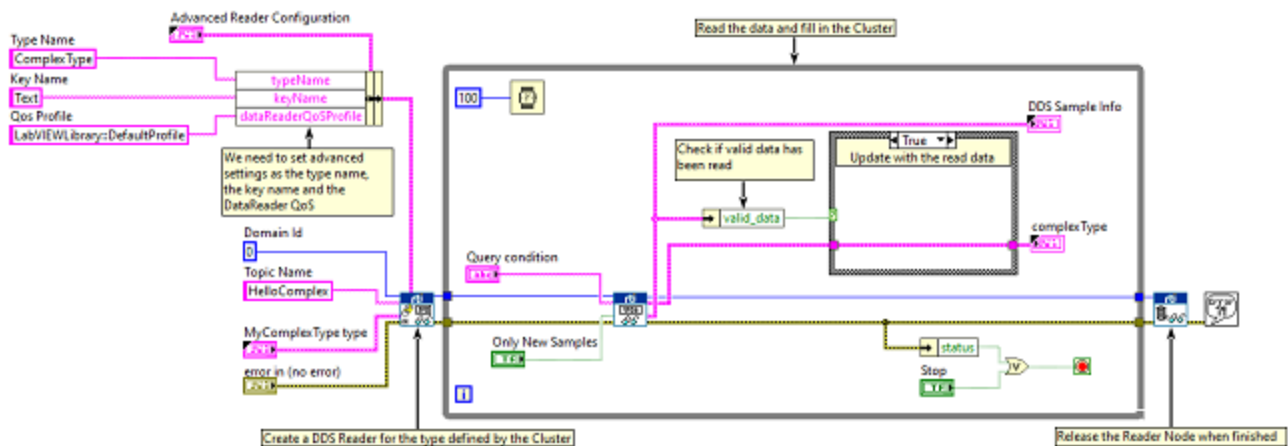 Advanced Reader Configuration
Read the data and fill in the Cluster
Type Name
ComplexType
Key Name
Text
Qos Profile
LabVIEWLibrary::DefaultProfile
typeName
keyName
dataReaderQoSProfile
We need to set advanced
settings as the type name,
the key name and the
DataReader QoS
100
DDS Sample Info
True
Update with the read data
Check if valid data has
been read
valid_data
complexType
Domain Id
0
Query condition
abc
Topic Name
HelloComplex
MyComplexType type
Only New Samples
TF
error in (no error)
status
Stop
TF
i
Create a DDS Reader for the type defined by the Cluster
Release the Reader Node when finished